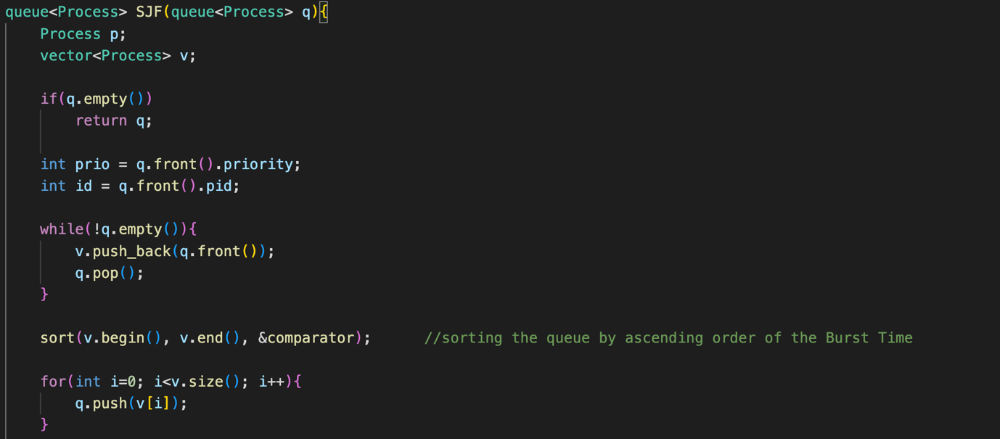 queue<Process> SJF(queue<Process> q){
    Process p;
    vector<Process> v;

    if(q.empty())
        return q;

    int prio = q.front().priority;
    int id = q.front().pid;

    while(!q.empty()){
        v.push_back(q.front());
        q.pop();
    }

    sort(v.begin(), v.end(), &comparator);      //sorting the queue by ascending order of the Burst Time

    for(int i=0; i<v.size(); i++){
        q.push(v[i]);
    }